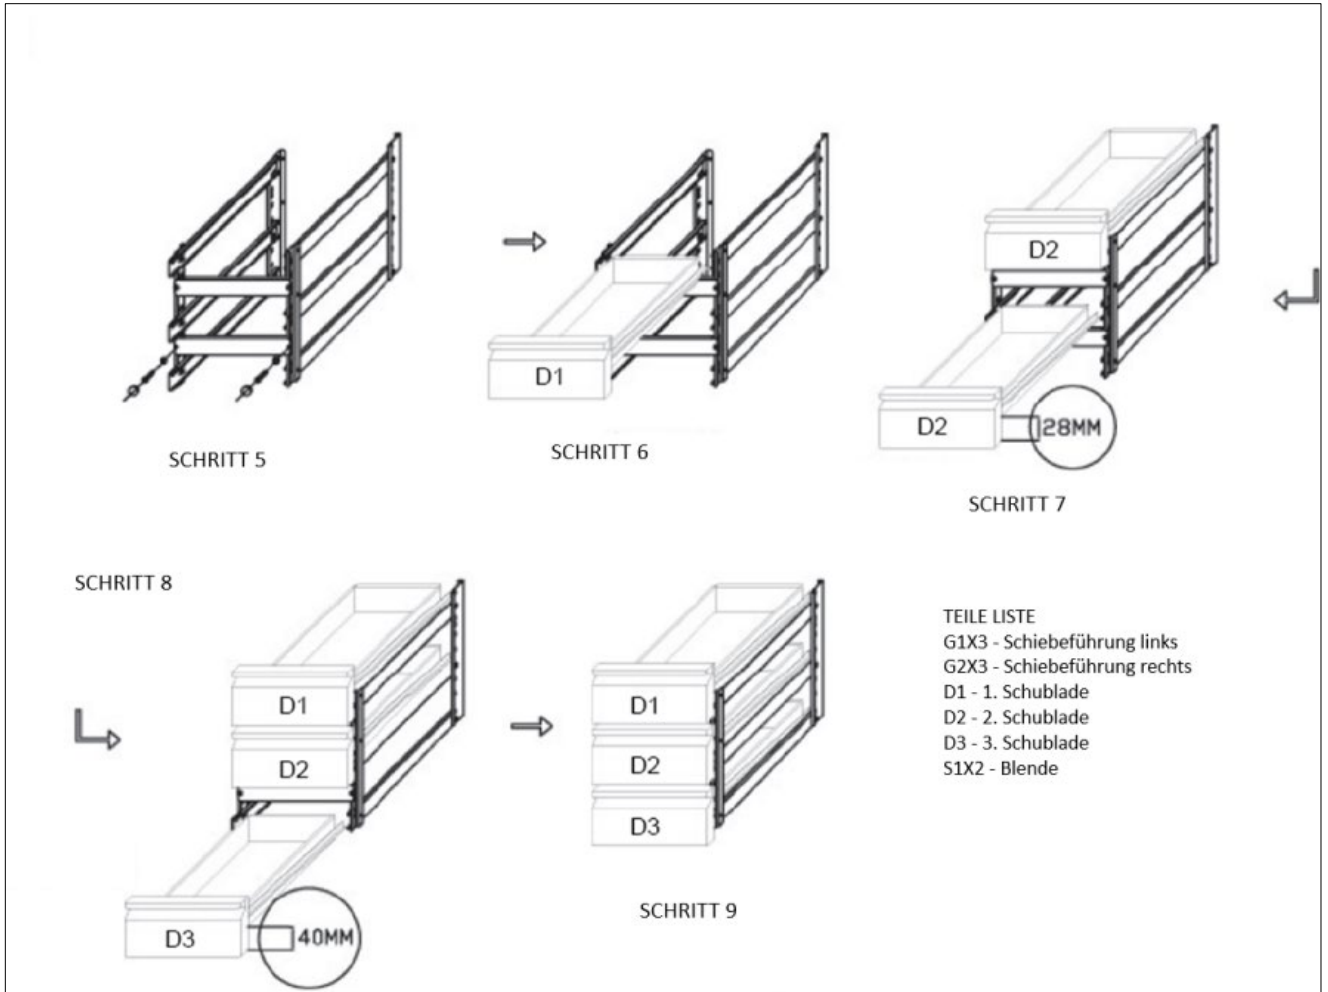 SCHRITT 5
D1
SCHRITT 6
D2
D2
28MM
SCHRITT 7
SCHRITT 8
D1
D2
D3
40MM
D1
D2
D3
SCHRITT 9
TEILE LISTE
G1X3 - Schiebeführung links
G2X3 - Schiebeführung rechts
D1 - 1. Schublade
D2 - 2. Schublade
D3 - 3. Schublade
S1X2 - Blende